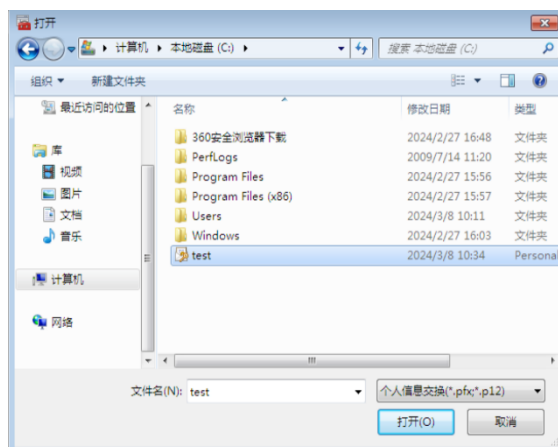 打开
计算机 本地磁盘 (C:) 搜索 本地磁盘 (C:)
组织 新建文件夹
名称 修改日期 类型
最近访问的位置
库
视频
图片
文档
音乐
计算机
网络
360安全浏览器下载 2024/2/27 16:48 文件夹
PerfLogs 2009/7/14 11:20 文件夹
Program Files 2024/2/27 15:56 文件夹
Program Files (x86) 2024/2/27 15:57 文件夹
Users 2024/3/8 10:11 文件夹
Windows 2024/2/27 16:03 文件夹
test 2024/3/8 10:34 Personal
文件名(N): test 个人信息交换(*.pfx;*.p12)
打开(O) 取消